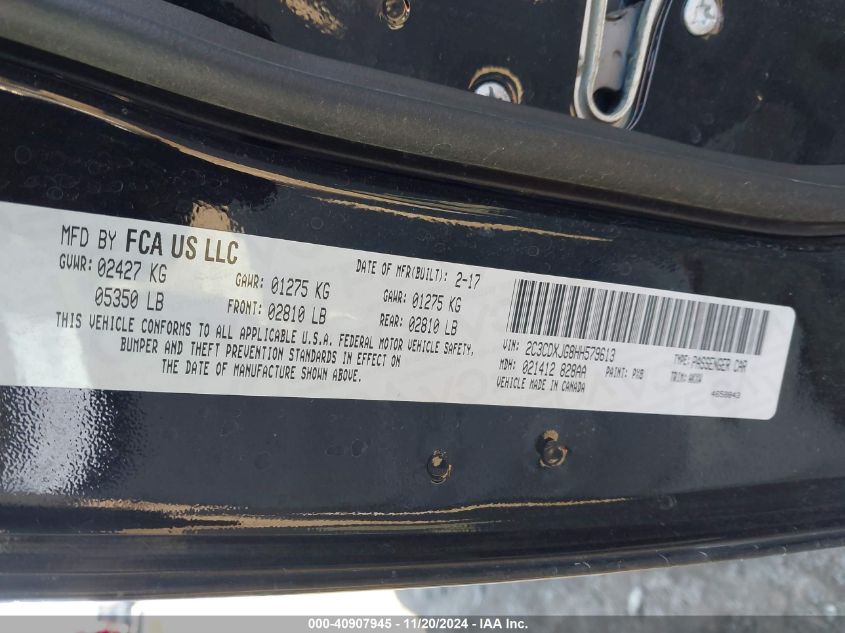 MFD BY FCA US LLC
DATE OF MFR(BUILT): 2-17
GVWR: 02427 KG
GAWR: 01275 KG
GAWR: 01275 KG
05350 LB
FRONT: 02810 LB
REAR: 02810 LB
THIS VEHICLE CONFORMS TO ALL APPLICABLE U.S.A. FEDERAL MOTOR VEHICLE SAFETY,
BUMPER AND THEFT PREVENTION STANDARDS IN EFFECT ON
THE DATE OF MANUFACTURE SHOWN ABOVE.
VIN: 2C3CDXJG8HH579613
TYPE: PASSENGER CAR
MDH: 021412 828AA
PAINT: PX8
TRIM:
VEHICLE MADE IN CANADA
4658843
000-40907945 — 11/20/2024 — IAA Inc.